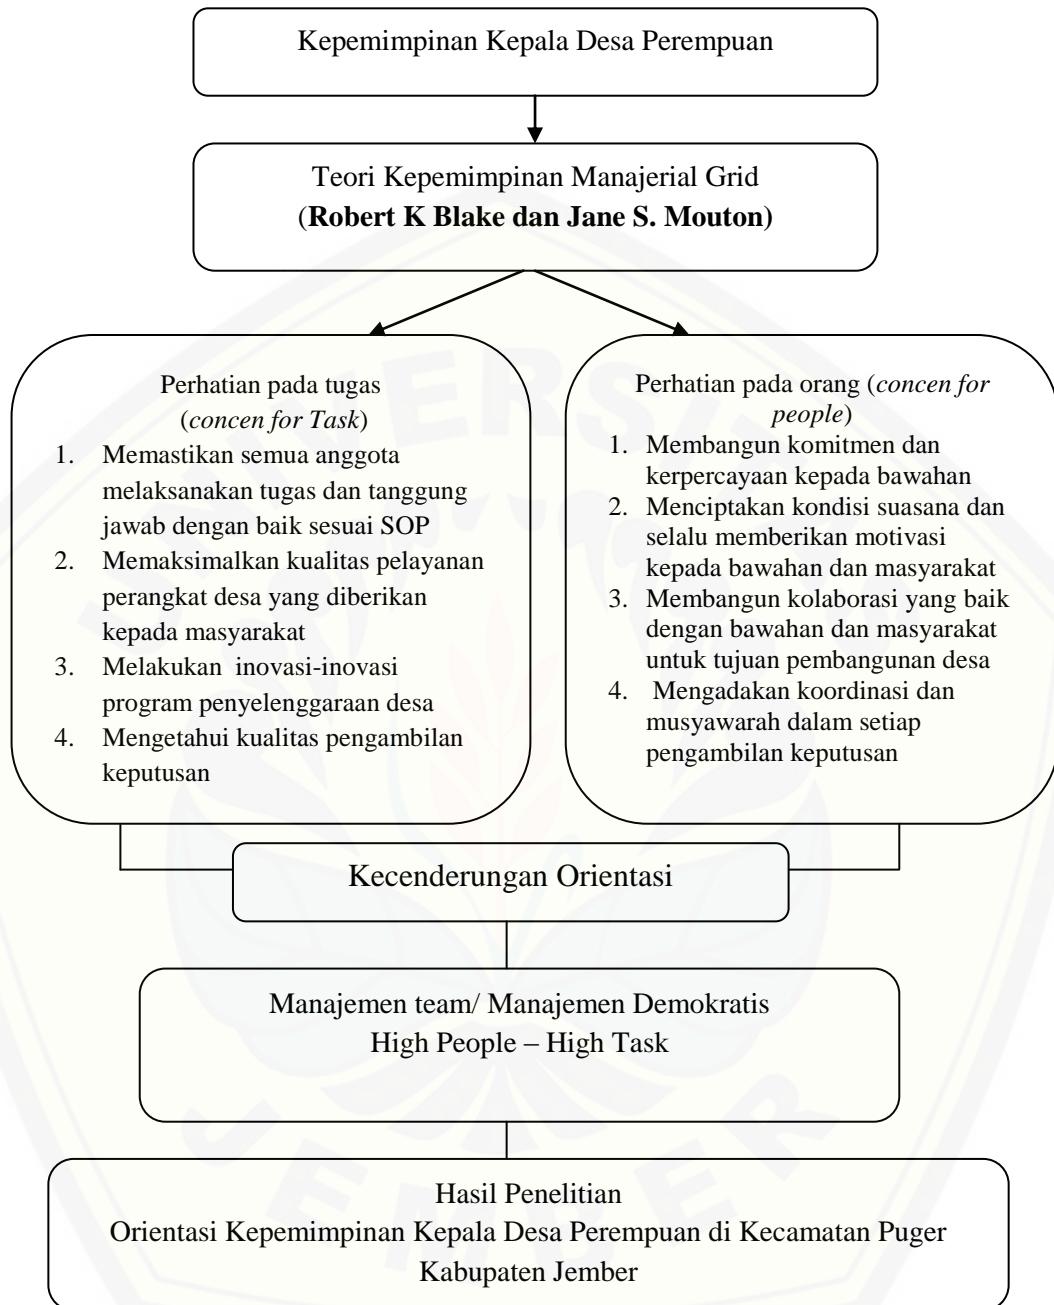 Kepemimpinan Kepala Desa Perempuan
Teori Kepemimpinan Manajerial Grid
(Robert K Blake dan Jane S. Mouton)
Perhatian pada tugas
(concen for Task)
1. Memastikan semua anggota
melaksanakan tugas dan tanggung
jawab dengan baik sesuai SOP
2. Memaksimalkan kualitas pelayanan
perangkat desa yang diberikan
kepada masyarakat
3. Melakukan inovasi-inovasi
program penyelenggaraan desa
4. Mengetahui kualitas pengambilan
keputusan
Perhatian pada orang (concen for
people)
1. Membangun komitmen dan
kerpercayaan kepada bawahan
2. Menciptakan kondisi suasana dan
selalu memberikan motivasi
kepada bawahan dan masyarakat
3. Membangun kolaborasi yang baik
dengan bawahan dan masyarakat
untuk tujuan pembangunan desa
4. Mengadakan koordinasi dan
musyawarah dalam setiap
pengambilan keputusan
Kecenderungan Orientasi
Manajemen team/ Manajemen Demokratis
High People – High Task
Hasil Penelitian
Orientasi Kepemimpinan Kepala Desa Perempuan di Kecamatan Puger
Kabupaten Jember
UNIVERSITAS
JEMBER